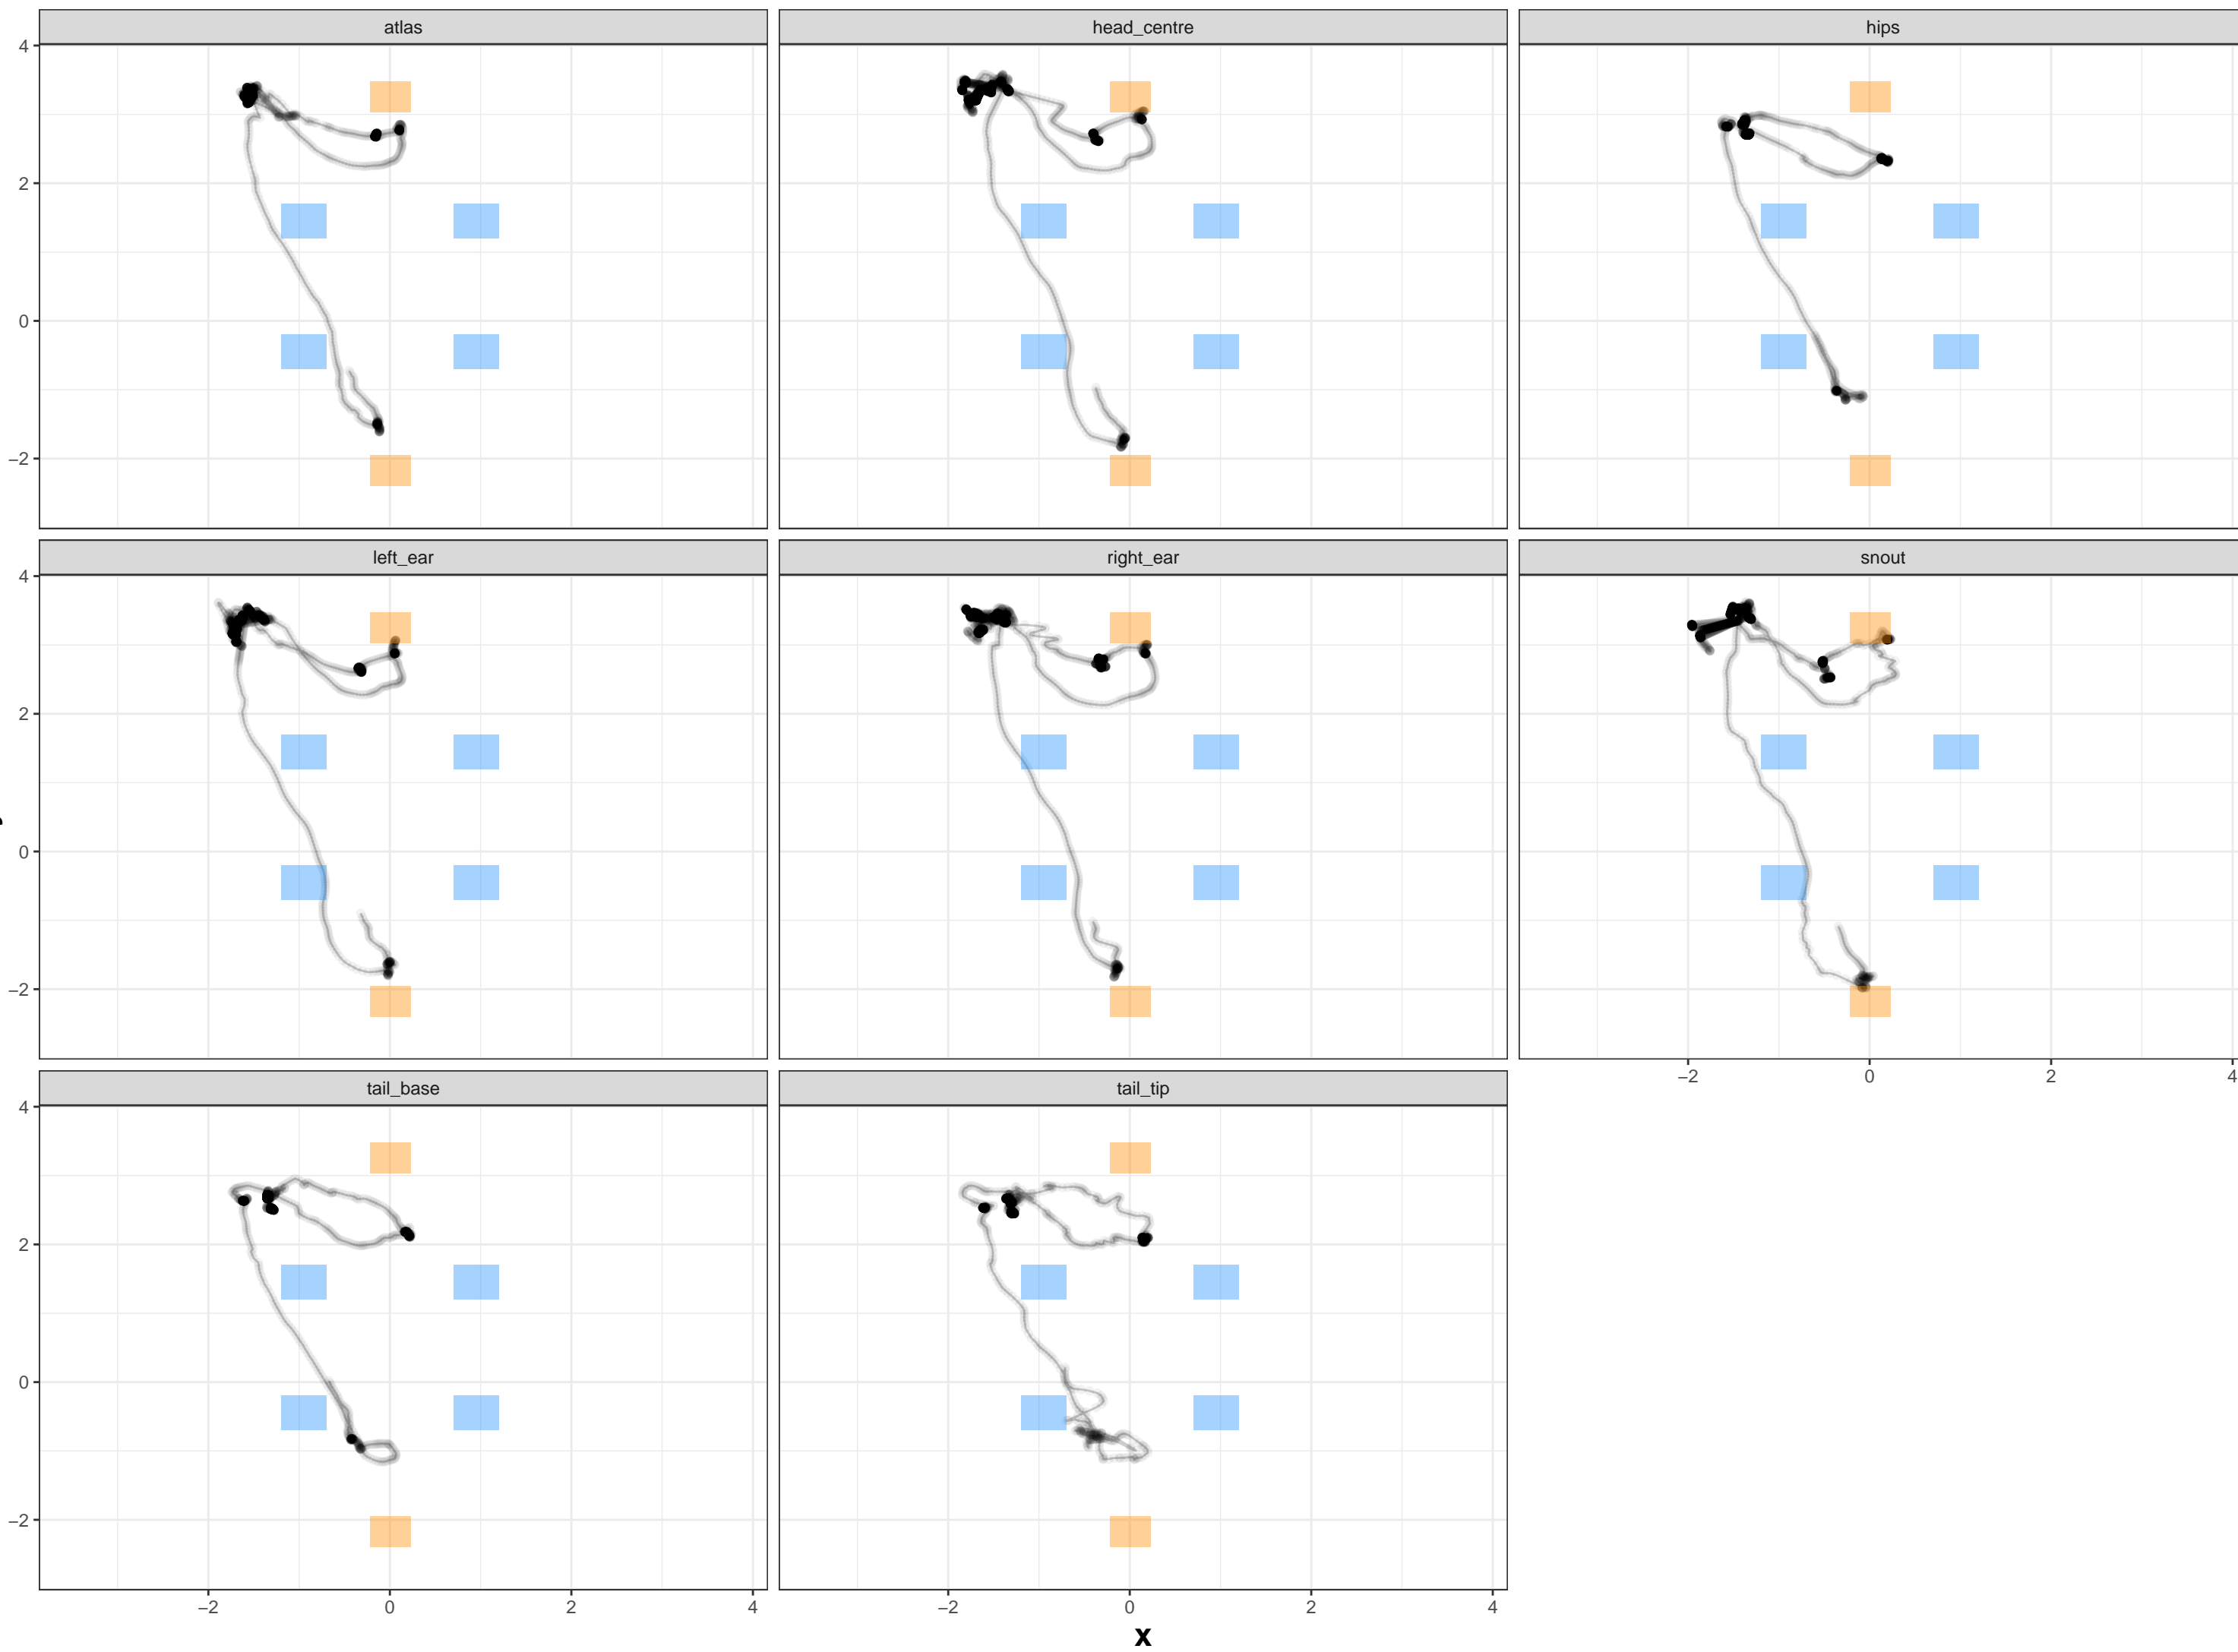 atlas head_centre hips
4
2
0
−2
left_ear right_ear snout
4
2
0
−2
−2 0 2 4
tail_base tail_tip
4
2
0
−2
−2 0 2 4 −2 0 2 4
x